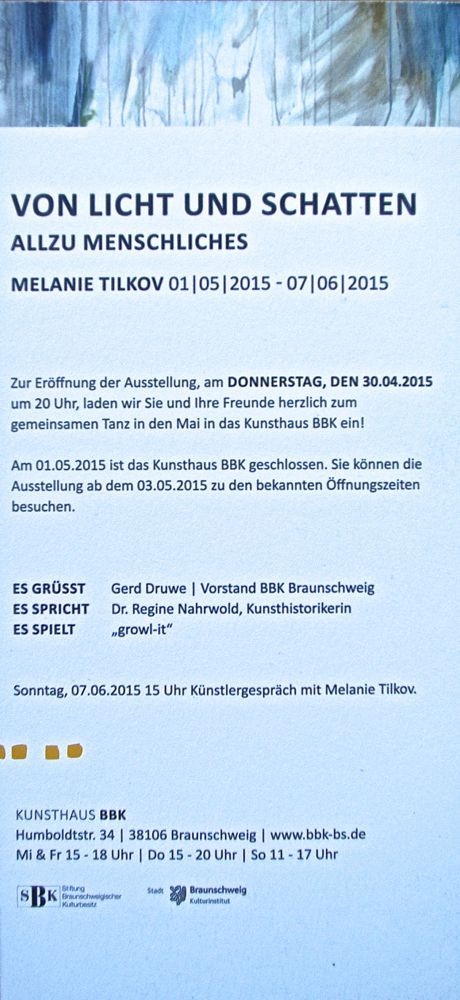 VON LICHT UND SCHATTEN
ALLZU MENSCHLICHES
MELANIE TILKOV 01|05|2015 - 07|06|2015
Zur Eröffnung der Ausstellung, am DONNERSTAG, DEN 30.04.2015
um 20 Uhr, laden wir Sie und Ihre Freunde herzlich zum
gemeinsamen Tanz in den Mai in das Kunsthaus BBK ein!
Am 01.05.2015 ist das Kunsthaus BBK geschlossen. Sie können die
Ausstellung ab dem 03.05.2015 zu den bekannten Öffnungszeiten
besuchen.
ES GRÜSST Gerd Druwe | Vorstand BBK Braunschweig
ES SPRICHT Dr. Regine Nahrwold, Kunsthistorikerin
ES SPIELT „growl-it“
Sonntag, 07.06.2015 15 Uhr Künstlergespräch mit Melanie Tilkov.
KUNSTHAUS BBK
Humboldtstr. 34 | 38106 Braunschweig | www.bbk-bs.de
Mi & Fr 15 - 18 Uhr | Do 15 - 20 Uhr | So 11 - 17 Uhr
SBK Stiftung
Braunschweigischer
Kulturbesitz
Stadt Braunschweig
Kulturinstitut